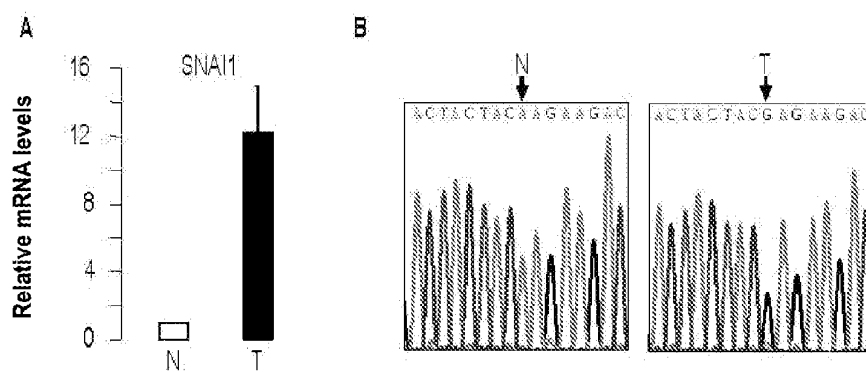 A
SNAI1
Relative mRNA levels
16
12
8
4
0
N
T
B
N
T
ACTACTACAAGAAGAC
ACTACTACGAGAAGAC